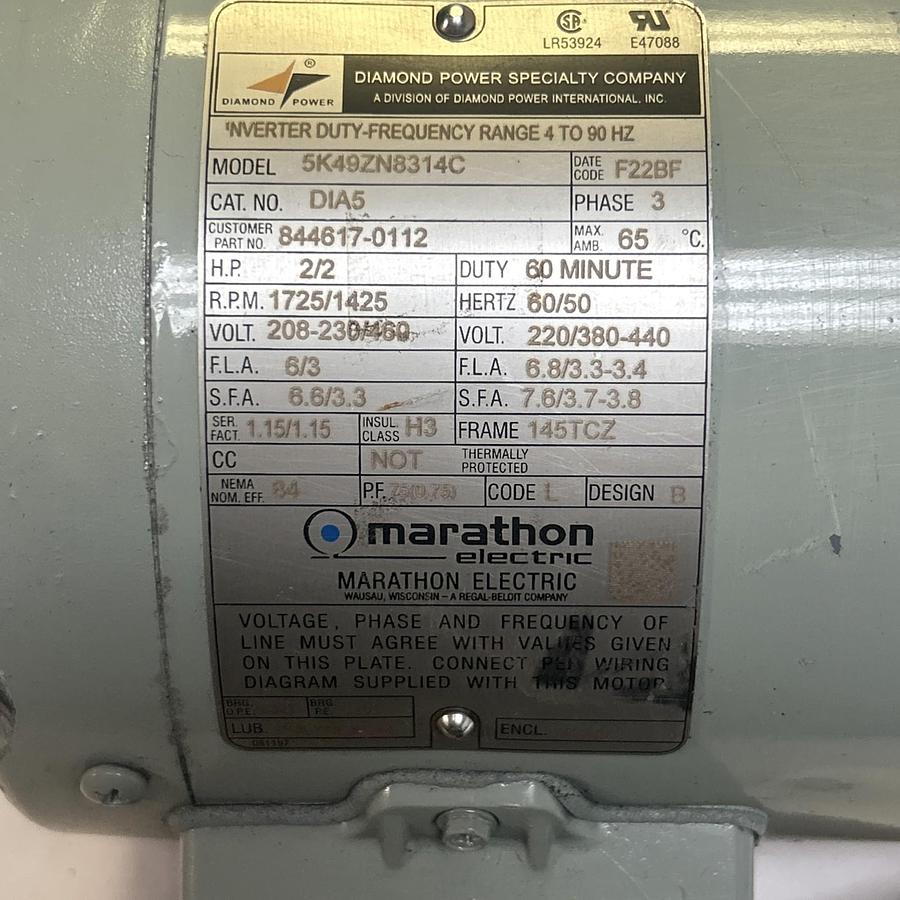 LR53924 E47088
DIAMOND POWER
DIAMOND POWER SPECIALTY COMPANY
A DIVISION OF DIAMOND POWER INTERNATIONAL, INC.
INVERTER DUTY-FREQUENCY RANGE 4 TO 90 HZ
MODEL 5K49ZN8314C DATE CODE F22BF
CAT. NO. DIA5 PHASE 3
CUSTOMER PART NO. 844617-0112 MAX. AMB. 65 °C.
H.P. 2/2 DUTY 60 MINUTE
R.P.M. 1725/1425 HERTZ 60/50
VOLT. 208-230/460 VOLT. 220/380-440
F.L.A. 6/3 F.L.A. 6.8/3.3-3.4
S.F.A. 6.6/3.3 S.F.A. 7.6/3.7-3.8
SER. FACT. 1.15/1.15 INSUL. CLASS H3 FRAME 145TCZ
CC NOT THERMALLY PROTECTED
NEMA NOM. EFF. 84 P.F. 75(0.75) CODE L DESIGN B
marathon
electric
MARATHON ELECTRIC
WAUSAU, WISCONSIN – A REGAL-BELOIT COMPANY
VOLTAGE, PHASE AND FREQUENCY OF
LINE MUST AGREE WITH VALUES GIVEN
ON THIS PLATE. CONNECT PER WIRING
DIAGRAM SUPPLIED WITH THIS MOTOR
BRG. O.P.E. BRG. P.E.
LUB. ENCL.